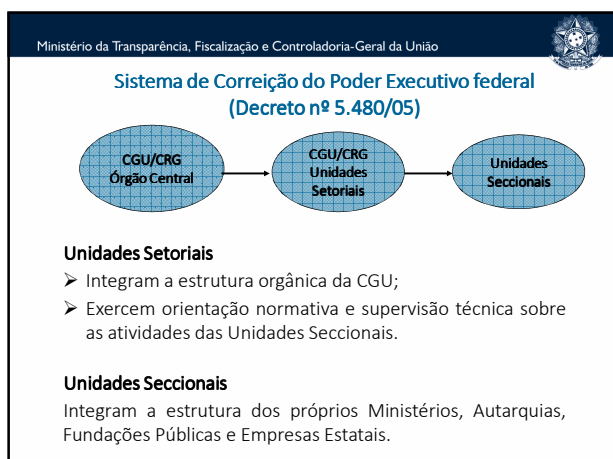 Ministério da Transparência, Fiscalização e Controladoria-Geral da União
Sistema de Correição do Poder Executivo federal
(Decreto nº 5.480/05)
CGU/CRG
Órgão Central
CGU/CRG
Unidades
Setoriais
Unidades
Seccionais
Unidades Setoriais
➢ Integram a estrutura orgânica da CGU;
➢ Exercem orientação normativa e supervisão técnica sobre
as atividades das Unidades Seccionais.
Unidades Seccionais
Integram a estrutura dos próprios Ministérios, Autarquias,
Fundações Públicas e Empresas Estatais.